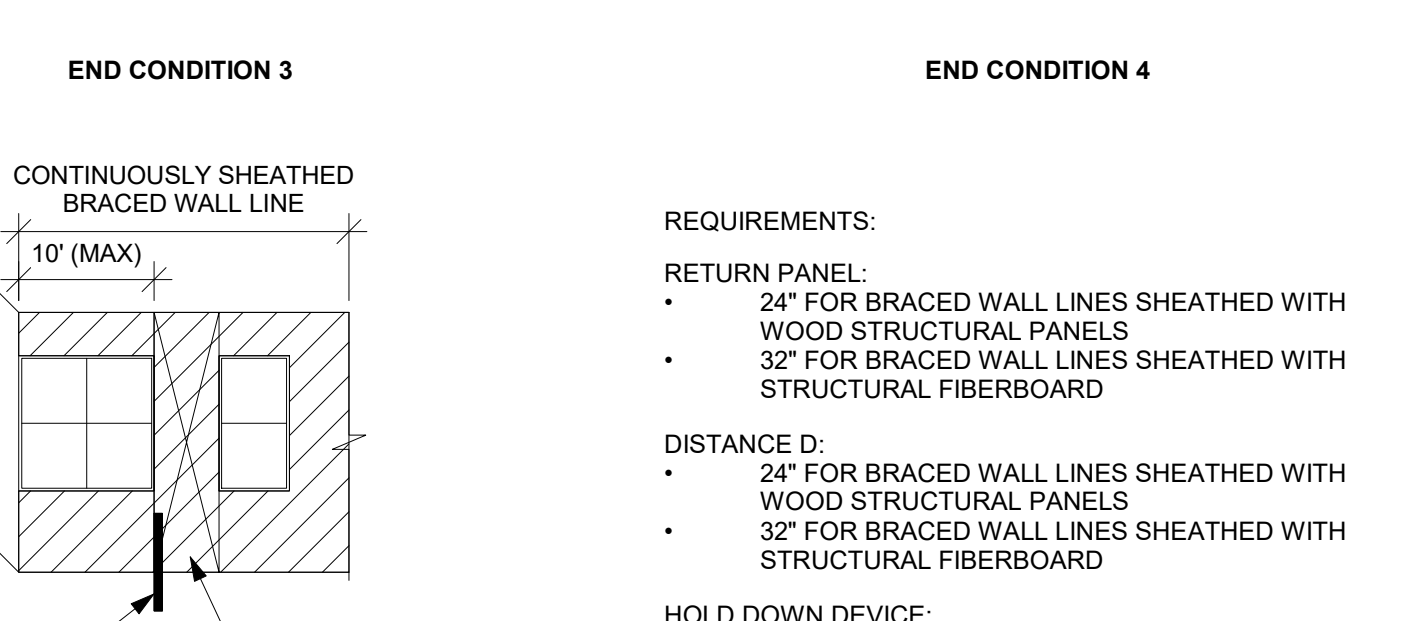 END CONDITION 3
END CONDITION 4
CONTINUOUSLY SHEATHED
BRACED WALL LINE
10' (MAX)
REQUIREMENTS:
RETURN PANEL:
• 24" FOR BRACED WALL LINES SHEATHED WITH
WOOD STRUCTURAL PANELS
• 32" FOR BRACED WALL LINES SHEATHED WITH
STRUCTURAL FIBERBOARD
DISTANCE D:
• 24" FOR BRACED WALL LINES SHEATHED WITH
WOOD STRUCTURAL PANELS
• 32" FOR BRACED WALL LINES SHEATHED WITH
STRUCTURAL FIBERBOARD
HOLD DOWN DEVICE: